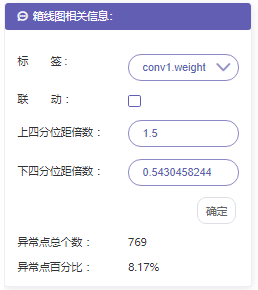 箱线图相关信息:
标 签: conv1.weight
联 动:
上四分位距倍数: 1.5
下四分位距倍数: 0.5430458244
确定
异常点总个数: 769
异常点百分比: 8.17%